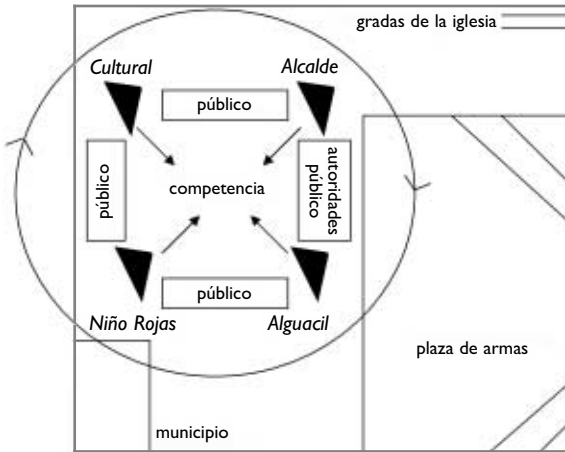 gradas de la iglesia
Cultural
Alcalde
público
público
competencia
autoridades
público
público
Niño Rojas
Alguacil
plaza de armas
municipio